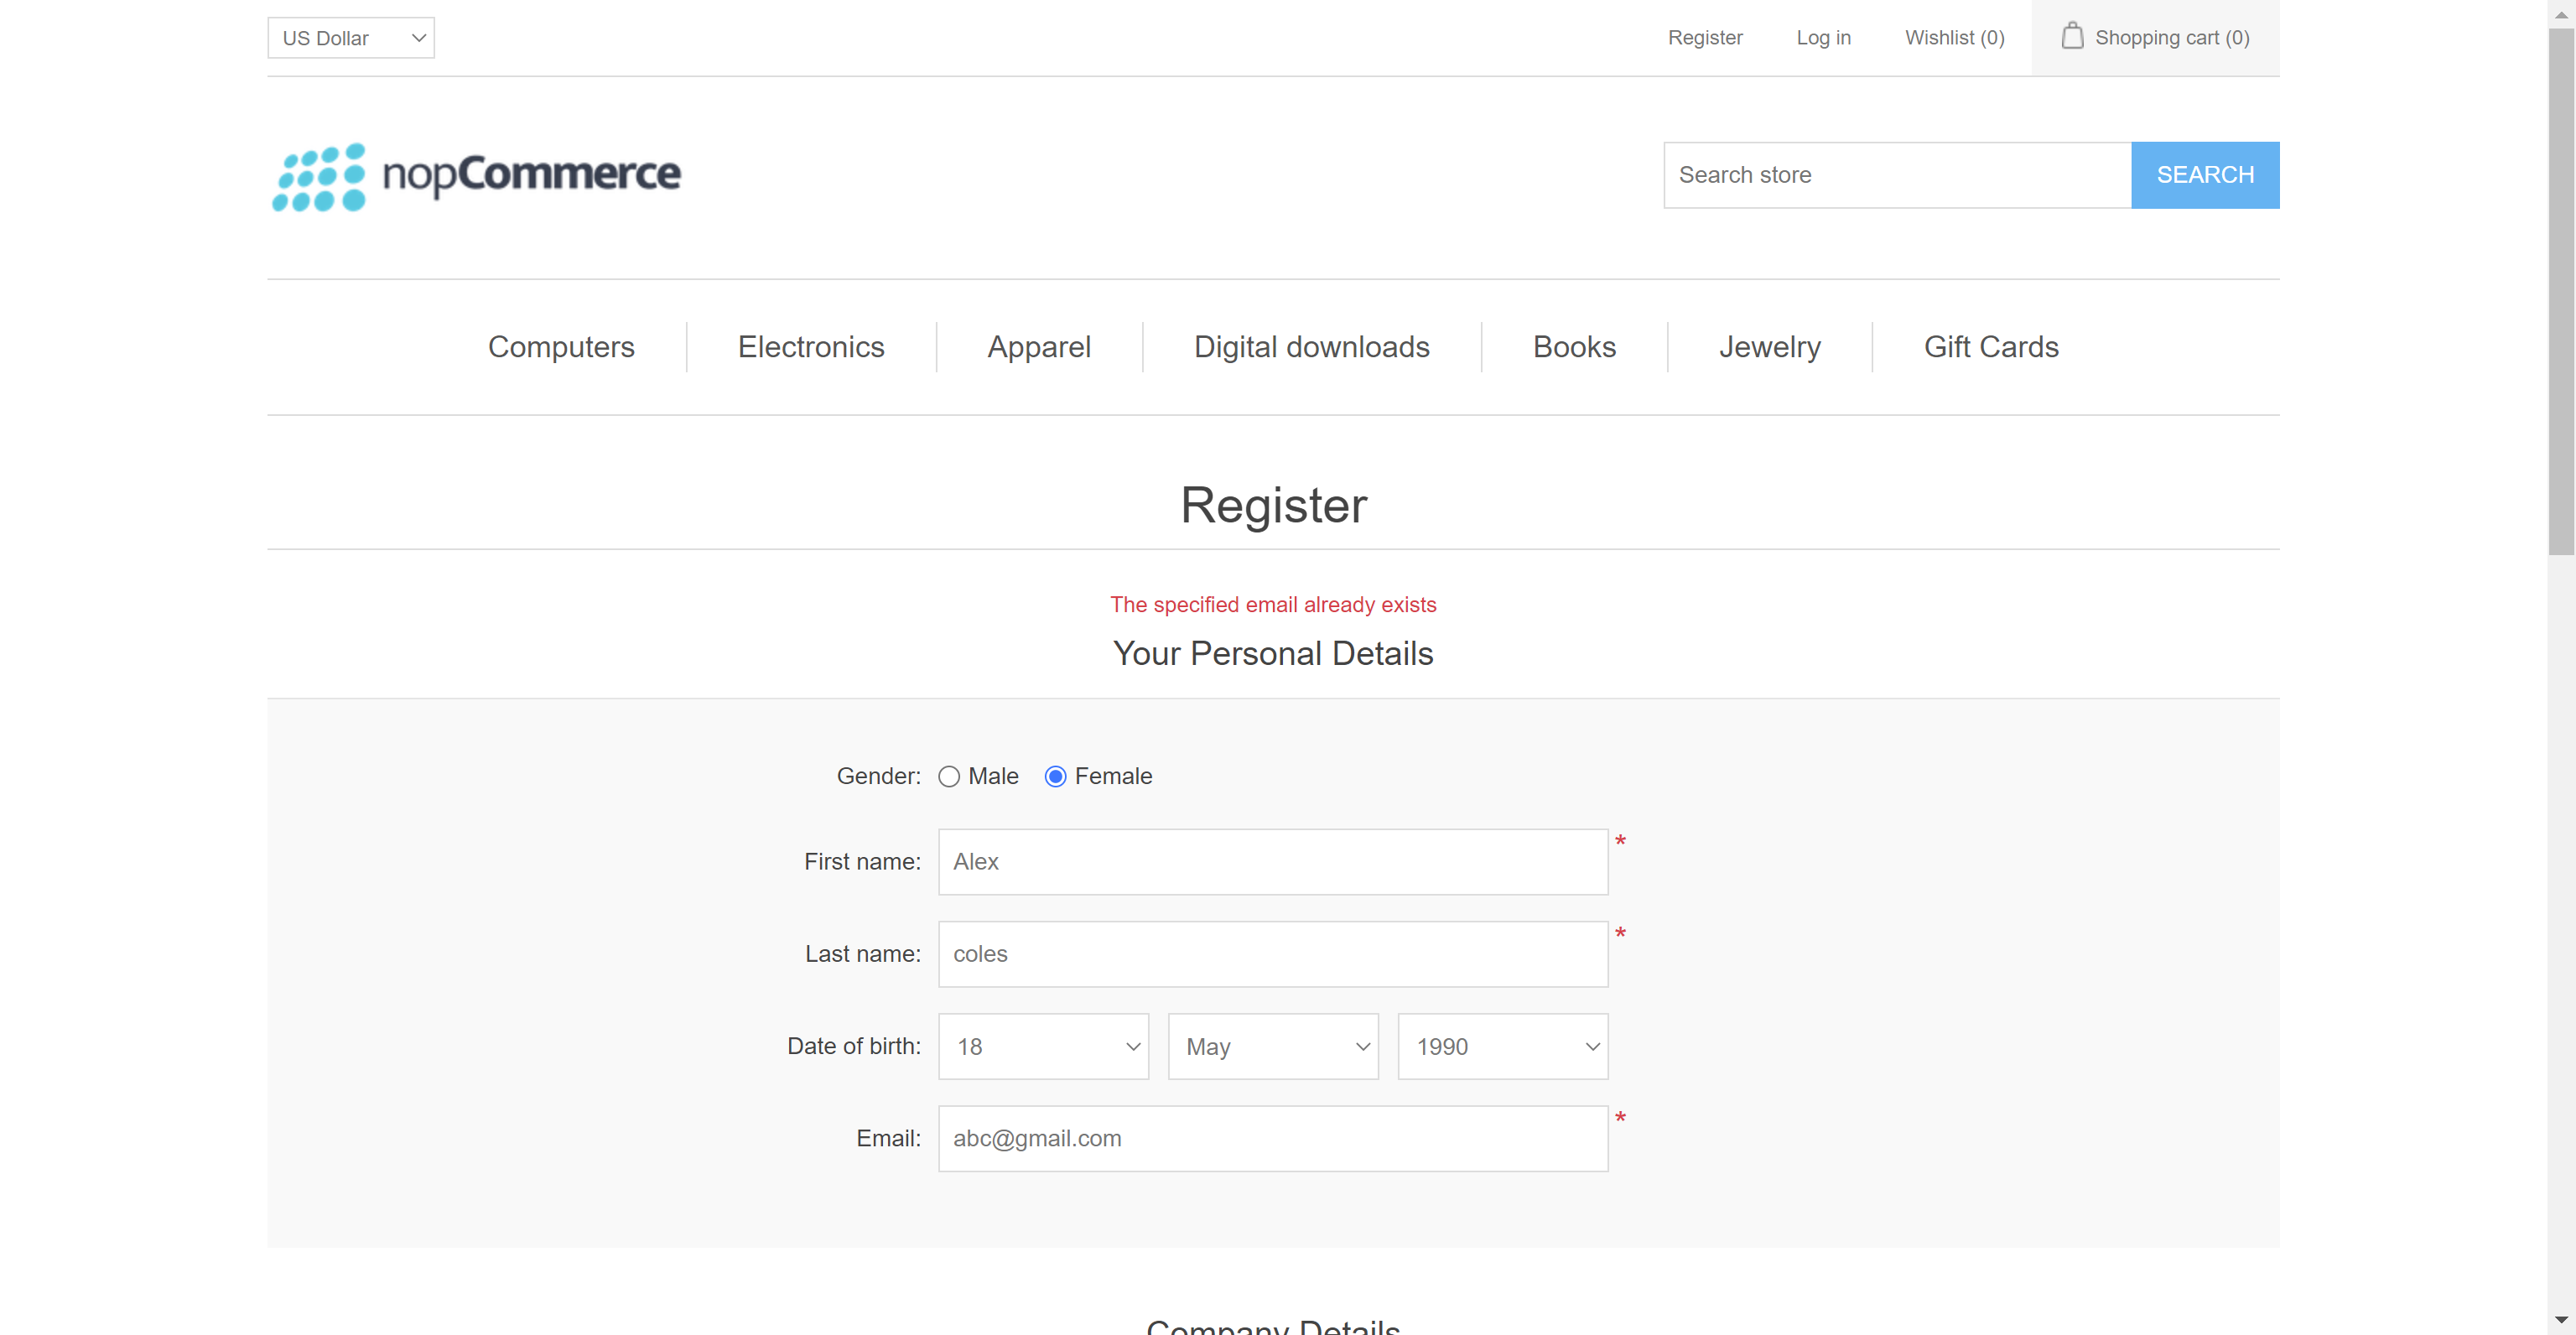 US Dollar
Register Log in Wishlist (0) Shopping cart (0)
nopCommerce
Search store SEARCH
Computers Electronics Apparel Digital downloads Books Jewelry Gift Cards
Register
The specified email already exists
Your Personal Details
Gender: Male Female
First name: Alex *
Last name: coles *
Date of birth: 18 May 1990
Email: abc@gmail.com *
Company Details